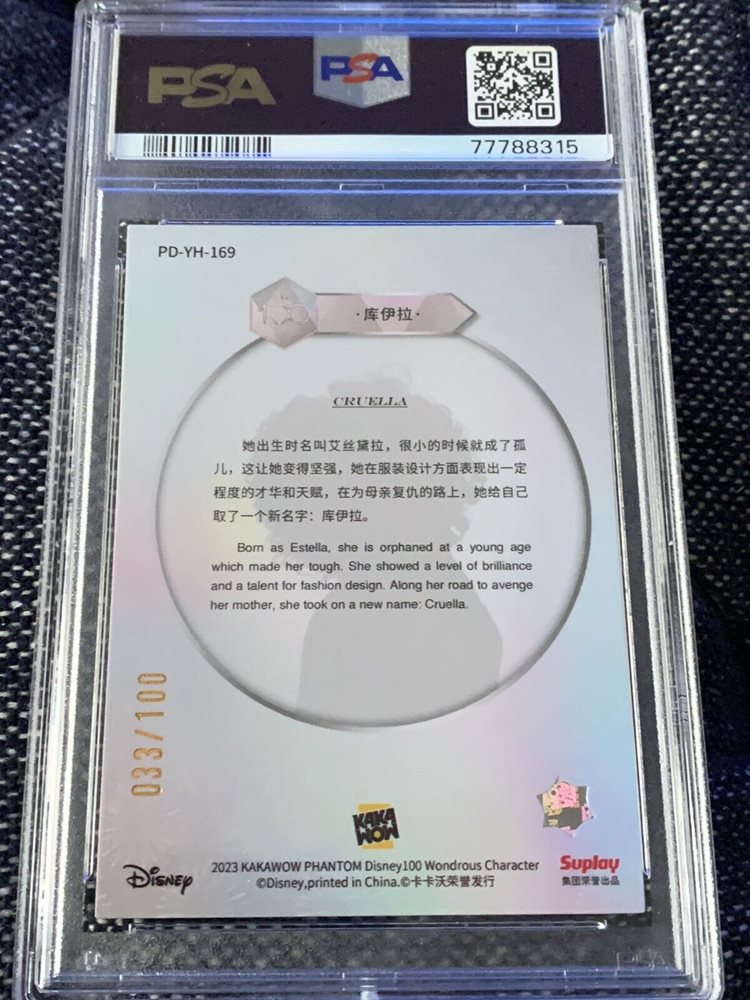 PSA
PSA
77788315
PD-YH-169
100
·库伊拉·
CRUELLA
她出生时名叫艾丝黛拉，很小的时候就成了孤
儿，这让她变得坚强，她在服装设计方面表现出一定
程度的才华和天赋，在为母亲复仇的路上，她给自己
取了一个新名字：库伊拉。
Born as Estella, she is orphaned at a young age
which made her tough. She showed a level of brilliance
and a talent for fashion design. Along her road to avenge
her mother, she took on a new name: Cruella.
033/100
KAKA
WOW
Disney
2023 KAKAWOW PHANTOM Disney100 Wondrous Character
©Disney,printed in China.©卡卡沃荣誉发行
Suplay
集团荣誉出品
PSA